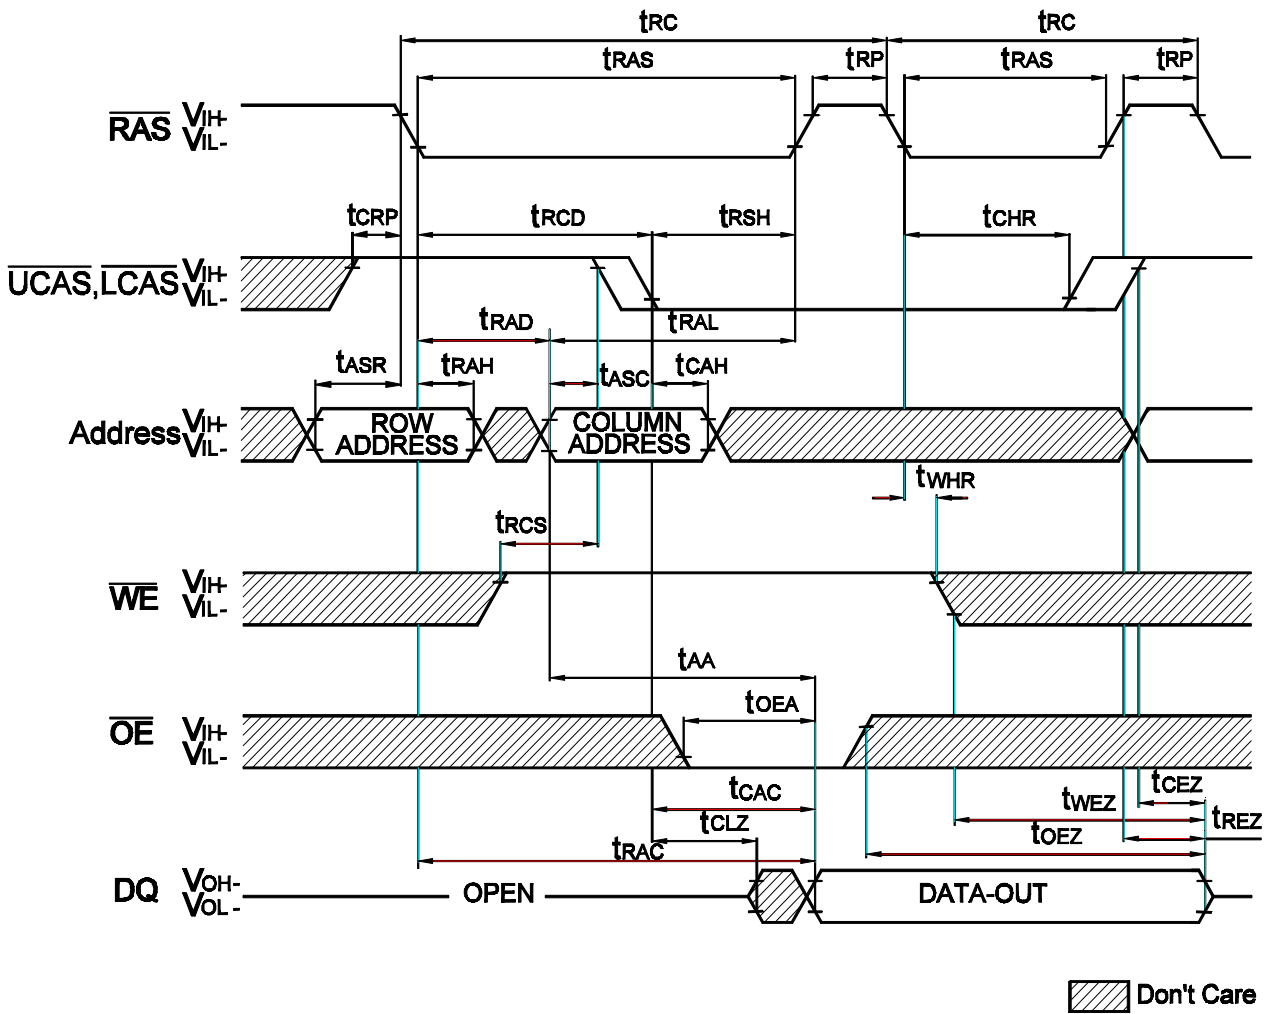 tRC tRC
tRAS tRP tRAS tRP
RAS VIH- VIL-
tCRP tRCD tRSH tCHR
UCAS,LCAS VIH- VIL-
tRAD tRAL
tASR tRAH tASC tCAH
Address VIH- VIL-
ROW ADDRESS
COLUMN ADDRESS
tWHR
tRCS
WE VIH- VIL-
tAA
tOEA
OE VIH- VIL-
tCAC tCEZ
tCLZ tWEZ tREZ
tRAC tOEZ
DQ VOH- VOL-
OPEN DATA-OUT
Don't Care